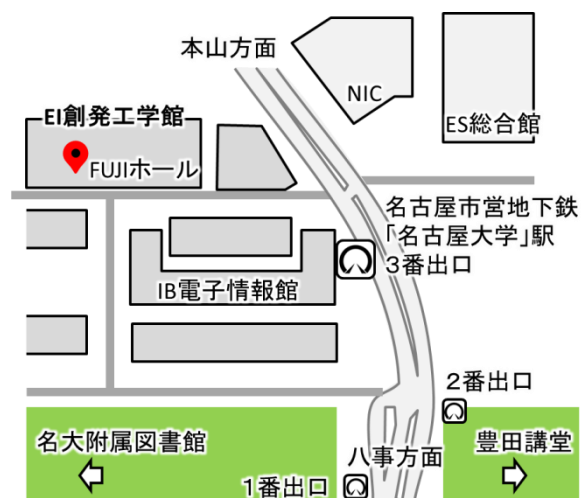 本山方面
NIC
ES総合館
EI創発工学館
FUJIホール
名古屋市営地下鉄
「名古屋大学」駅
3番出口
IB電子情報館
2番出口
名大附属図書館
八事方面
豊田講堂
1番出口